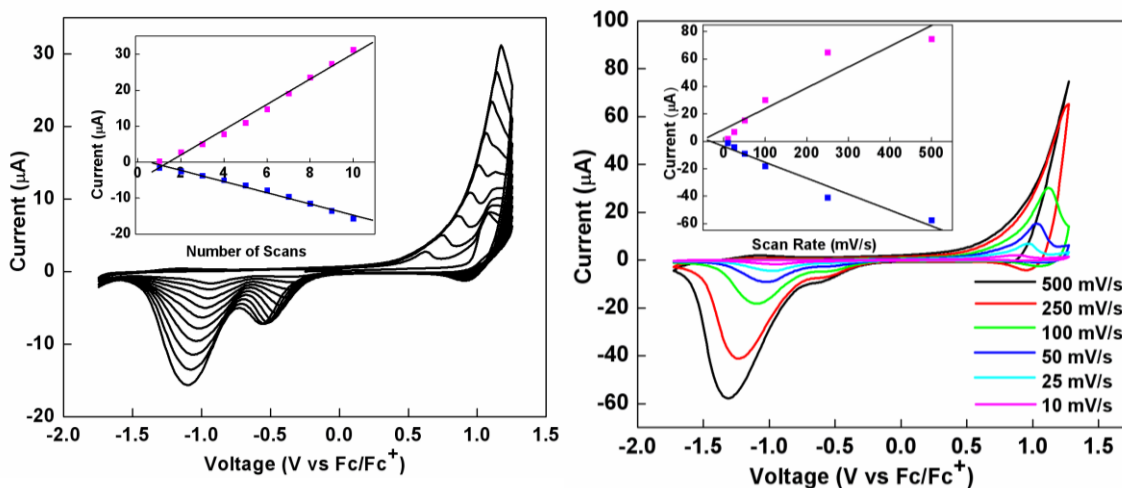 30
20
10
0
-10
-20
Current (µA)
-2.0 -1.5 -1.0 -0.5 0.0 0.5 1.0 1.5
Voltage (V vs Fc/Fc+)
30
20
10
0
-10
-20
Current (µA)
0 2 4 6 8 10
Number of Scans
100
80
60
40
20
0
-20
-40
-60
Current (µA)
-2.0 -1.5 -1.0 -0.5 0.0 0.5 1.0 1.5
Voltage (V vs Fc/Fc+)
80
60
40
20
0
-20
-40
-60
Current (µA)
0 100 200 300 400 500
Scan Rate (mV/s)
500 mV/s
250 mV/s
100 mV/s
50 mV/s
25 mV/s
10 mV/s